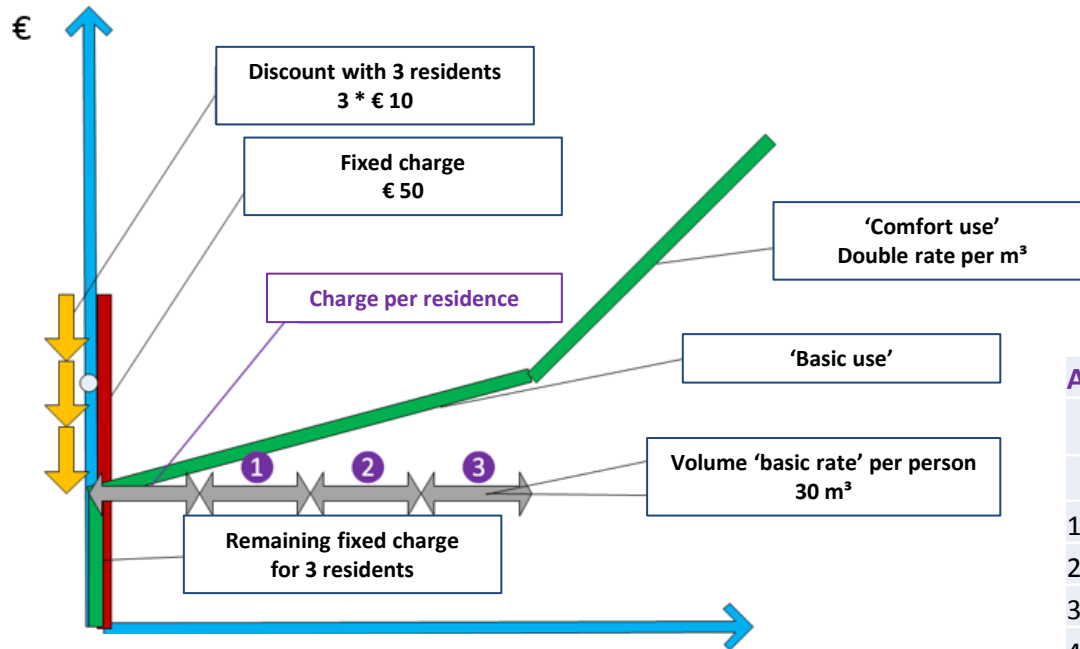 €
Discount with 3 residents
3 * € 10
Fixed charge
€ 50
'Comfort use'
Double rate per m³
Charge per residence
'Basic use'
1 2 3
Volume 'basic rate' per person
30 m³
Remaining fixed charge
for 3 residents
A
1
2
3